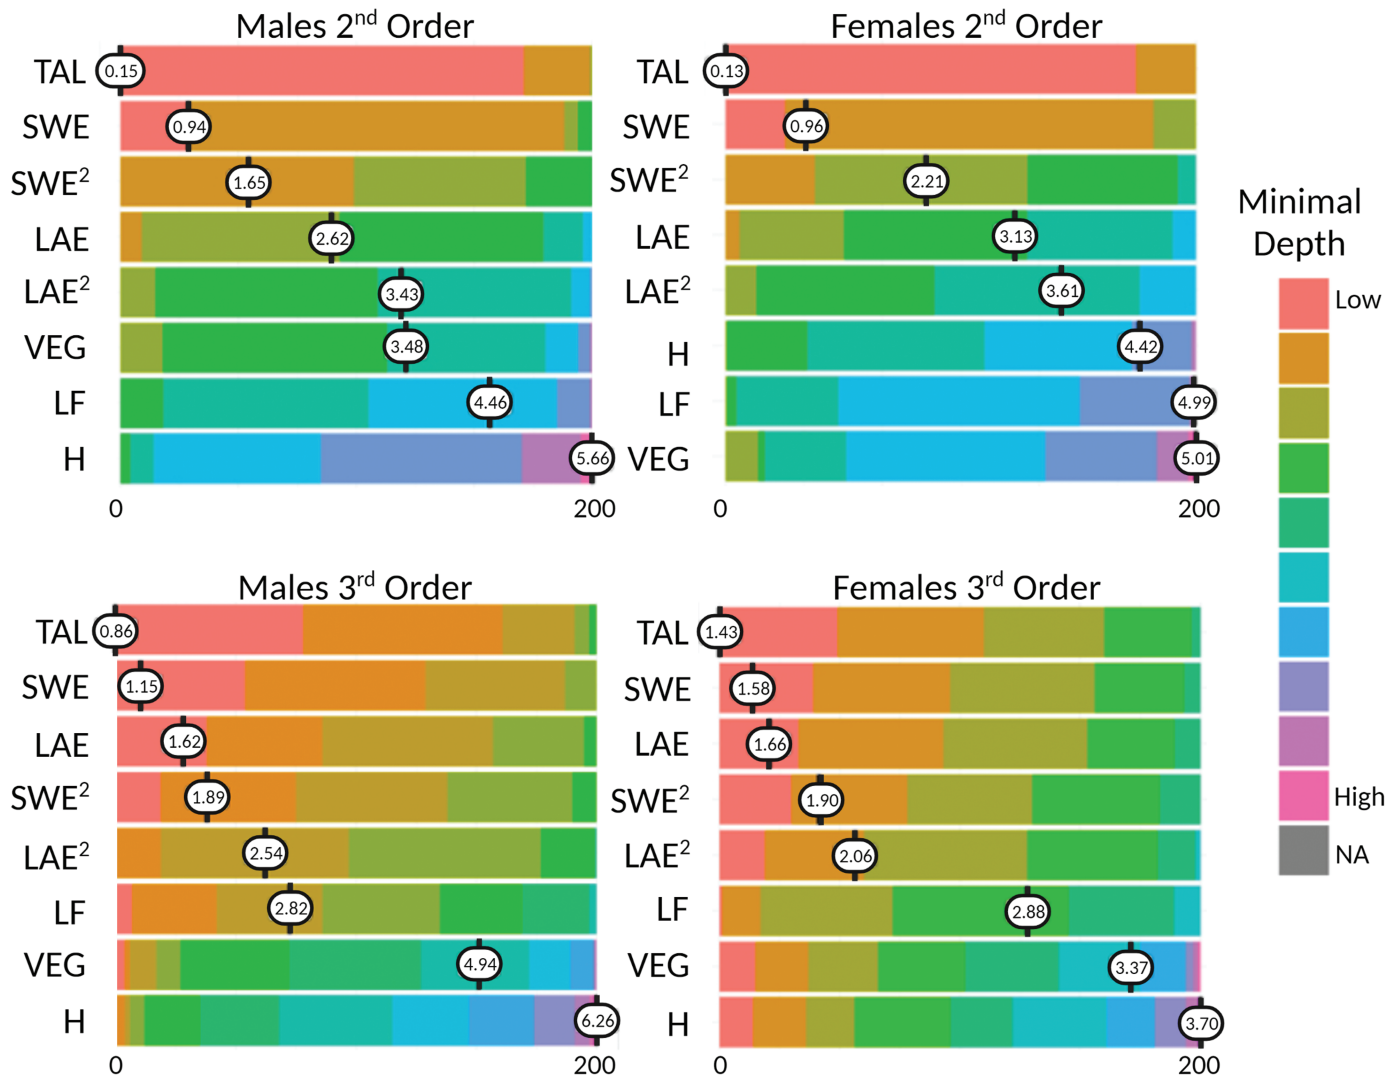 Males 2nd Order
TAL 0.15
SWE 0.94
SWE² 1.65
LAE 2.62
LAE² 3.43
VEG 3.48
LF 4.46
H 5.66
0 200
Females 2nd Order
TAL 0.13
SWE 0.96
SWE² 2.21
LAE 3.13
LAE² 3.61
H 4.42
LF 4.99
VEG 5.01
0 200
Males 3rd Order
TAL 0.86
SWE 1.15
LAE 1.62
SWE² 1.89
LAE² 2.54
LF 2.82
VEG 4.94
H 6.26
0 200
Females 3rd Order
TAL 1.43
SWE 1.58
LAE 1.66
SWE² 1.90
LAE² 2.06
LF 2.88
VEG 3.37
H 3.70
0 200
Minimal
Depth
Low
High
NA